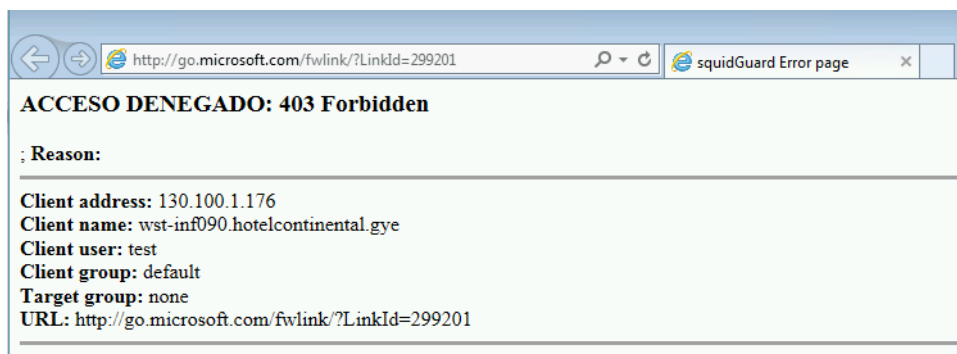 http://go.microsoft.com/fwlink/?LinkId=299201
squidGuard Error page
ACCESO DENEGADO: 403 Forbidden
; Reason:
Client address: 130.100.1.176
Client name: wst-inf090.hotelcontinental.gye
Client user: test
Client group: default
Target group: none
URL: http://go.microsoft.com/fwlink/?LinkId=299201